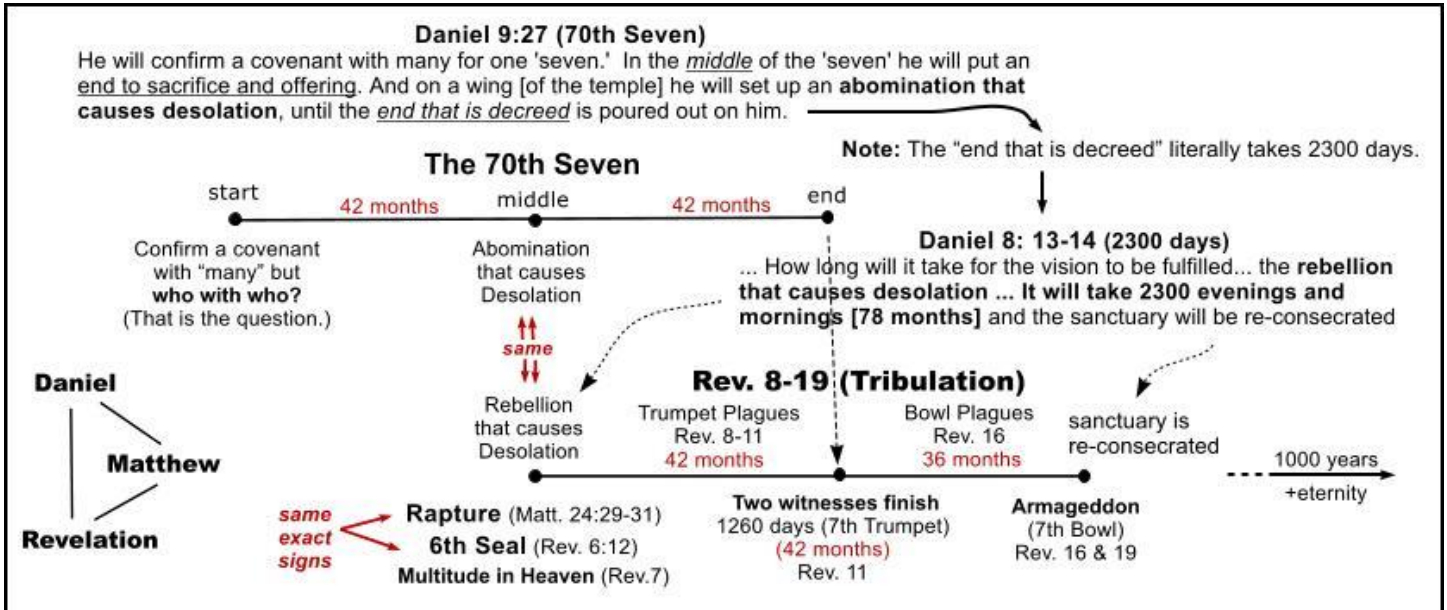 Daniel 9:27 (70th Seven)
He will confirm a covenant with many for one 'seven.' In the middle of the 'seven' he will put an
end to sacrifice and offering. And on a wing [of the temple] he will set up an abomination that
causes desolation, until the end that is decreed is poured out on him.
Note: The "end that is decreed" literally takes 2300 days.
The 70th Seven
start
42 months
middle
42 months
end
Confirm a covenant
with "many" but
who with who?
(That is the question.)
Abomination
that causes
Desolation
same
Daniel 8: 13-14 (2300 days)
... How long will it take for the vision to be fulfilled... the rebellion
that causes desolation ... It will take 2300 evenings and
mornings [78 months] and the sanctuary will be re-consecrated
Daniel
Matthew
Revelation
Rebellion
that causes
Desolation
Rev. 8-19 (Tribulation)
Trumpet Plagues
Rev. 8-11
42 months
Bowl Plagues
Rev. 16
36 months
sanctuary is
re-consecrated
1000 years
+eternity
same
exact
signs
Rapture (Matt. 24:29-31)
6th Seal (Rev. 6:12)
Multitude in Heaven (Rev.7)
Two witnesses finish
1260 days (7th Trumpet)
(42 months)
Rev. 11
Armageddon
(7th Bowl)
Rev. 16 & 19